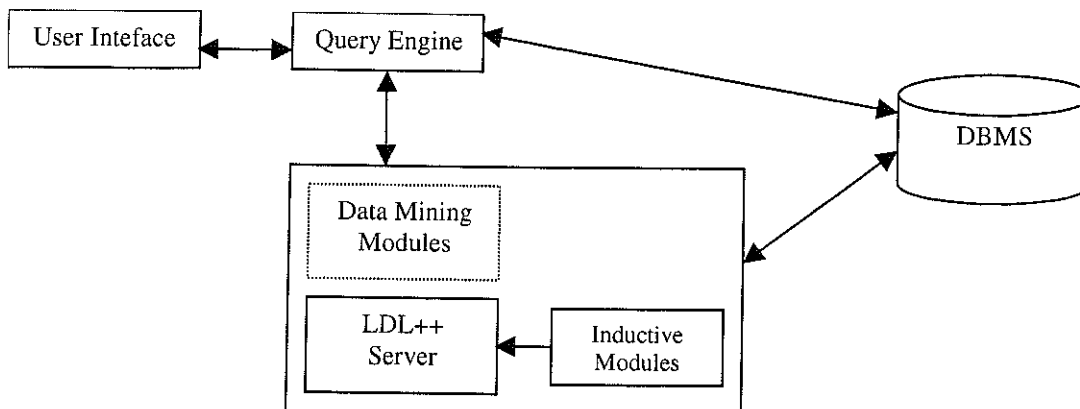 User Inteface
Query Engine
DBMS
Data Mining
Modules
LDL++
Server
Inductive
Modules